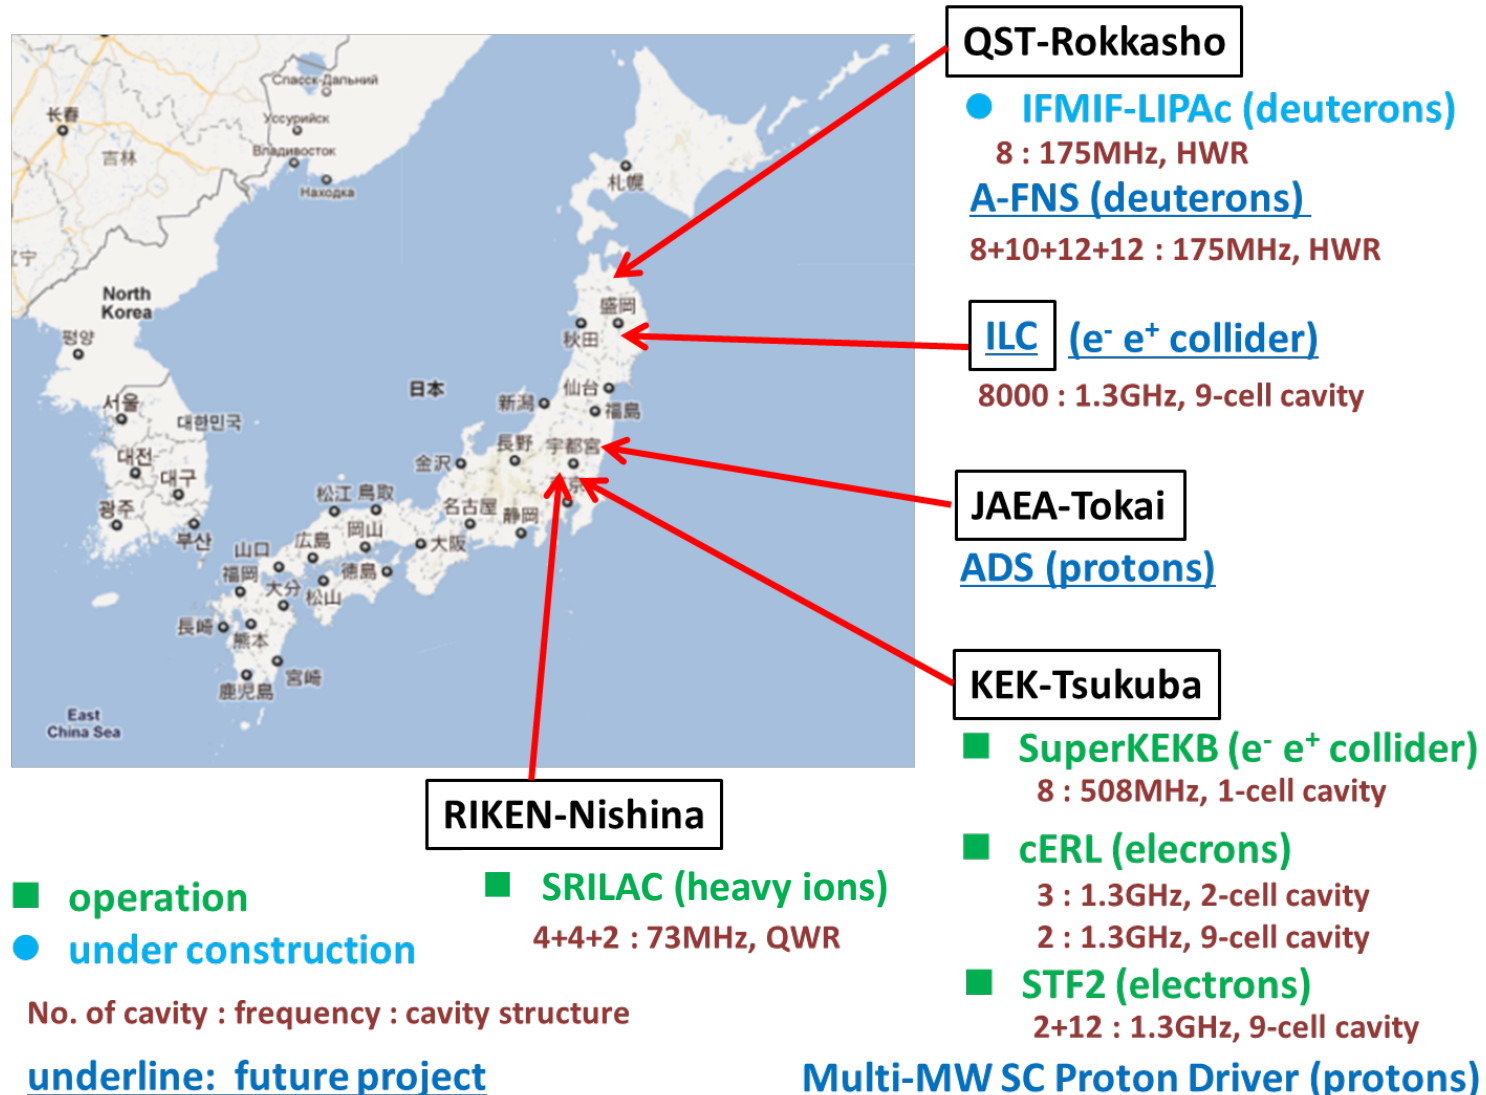 QST-Rokkasho
IFMIF-LIPAc (deuterons)
8 : 175MHz, HWR
A-FNS (deuterons)
8+10+12+12 : 175MHz, HWR
ILC (e- e+ collider)
8000 : 1.3GHz, 9-cell cavity
JAEA-Tokai
ADS (protons)
KEK-Tsukuba
SuperKEKB (e- e+ collider)
8 : 508MHz, 1-cell cavity
cERL (elecrons)
3 : 1.3GHz, 2-cell cavity
2 : 1.3GHz, 9-cell cavity
STF2 (electrons)
2+12 : 1.3GHz, 9-cell cavity
Multi-MW SC Proton Driver (protons)
RIKEN-Nishina
SRILAC (heavy ions)
4+4+2 : 73MHz, QWR
operation
under construction
No. of cavity : frequency : cavity structure
underline: future project
Спасск-Дальний
长春
Уссурийск
吉林
Владивосток
Находка
札幌
North
Korea
盛岡
평양
秋田
日本
仙台
서울
新潟
福島
대한민국
長野
宇都宮
대전
金沢
대구
京
松江
鳥取
名古屋
광주
静岡
부산
岡山
広島
大阪
山口
徳島
福岡
大分
松山
長崎
熊本
宮崎
鹿児島
East
China Sea